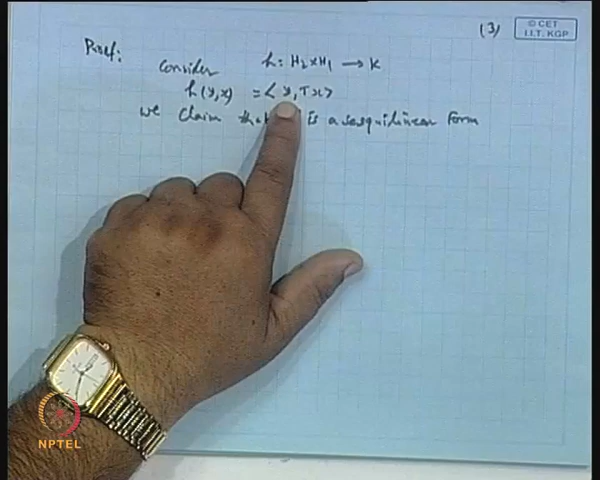 (3)
© CET
I.I.T. KGP
Proof:
Consider h: H₂×H₁ → K
h(y,x) = <y,Tx>
We claim that is a sesquilinear form
NPTEL